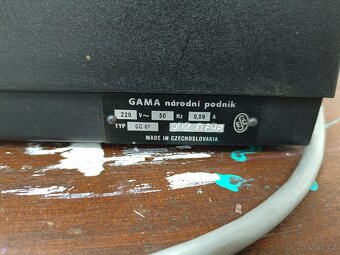 GAMA národní podnik
220 V~ 50 Hz 0,09 A
TYP GC 01
MADE IN CZECHOSLOVAKIA